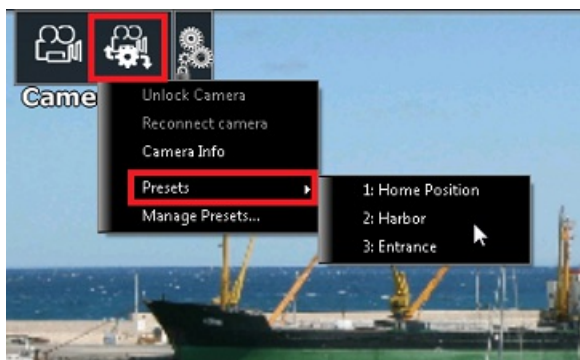 Came
Unlock Camera
Reconnect camera
Camera Info
Presets
Manage Presets...
1: Home Position
2: Harbor
3: Entrance